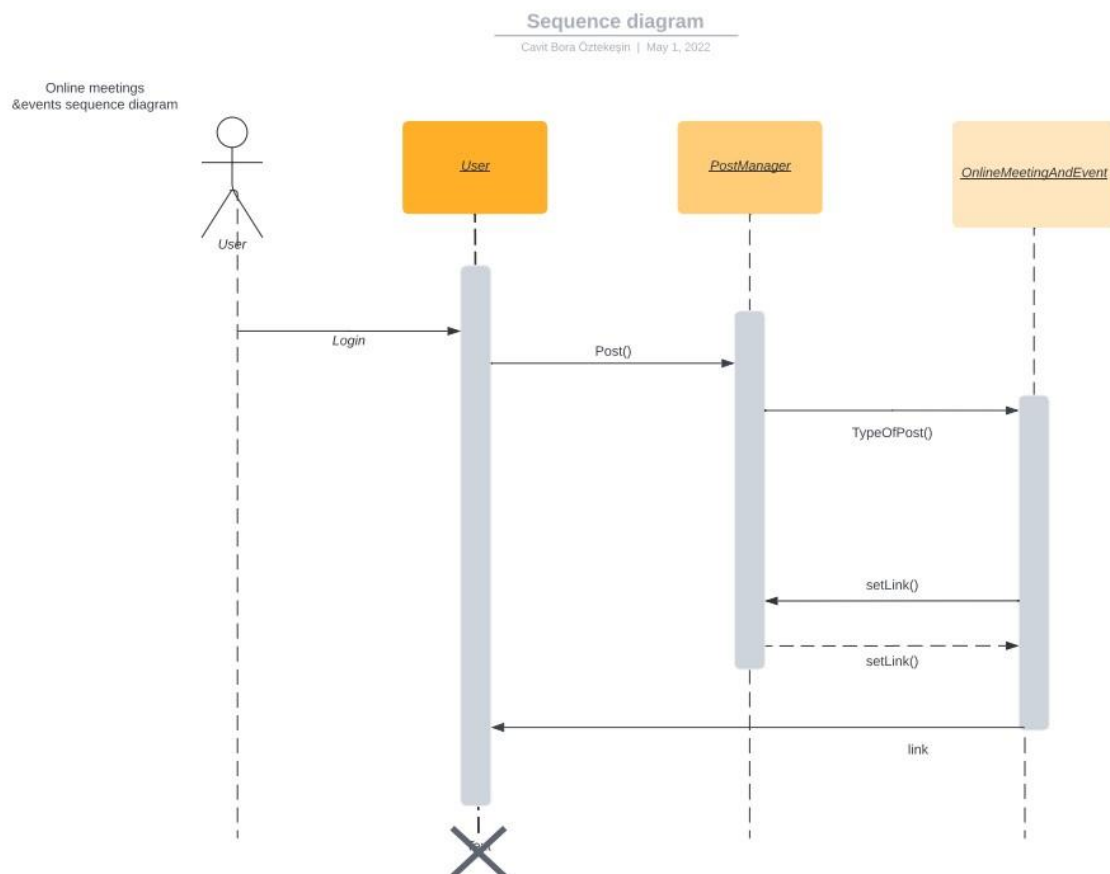 Sequence diagram
Cavit Bora Öztekeşin | May 1, 2022
Online meetings
&events sequence diagram
User
User
PostManager
OnlineMeetingAndEvent
Login
Post()
TypeOfPost()
setLink()
setLink()
link